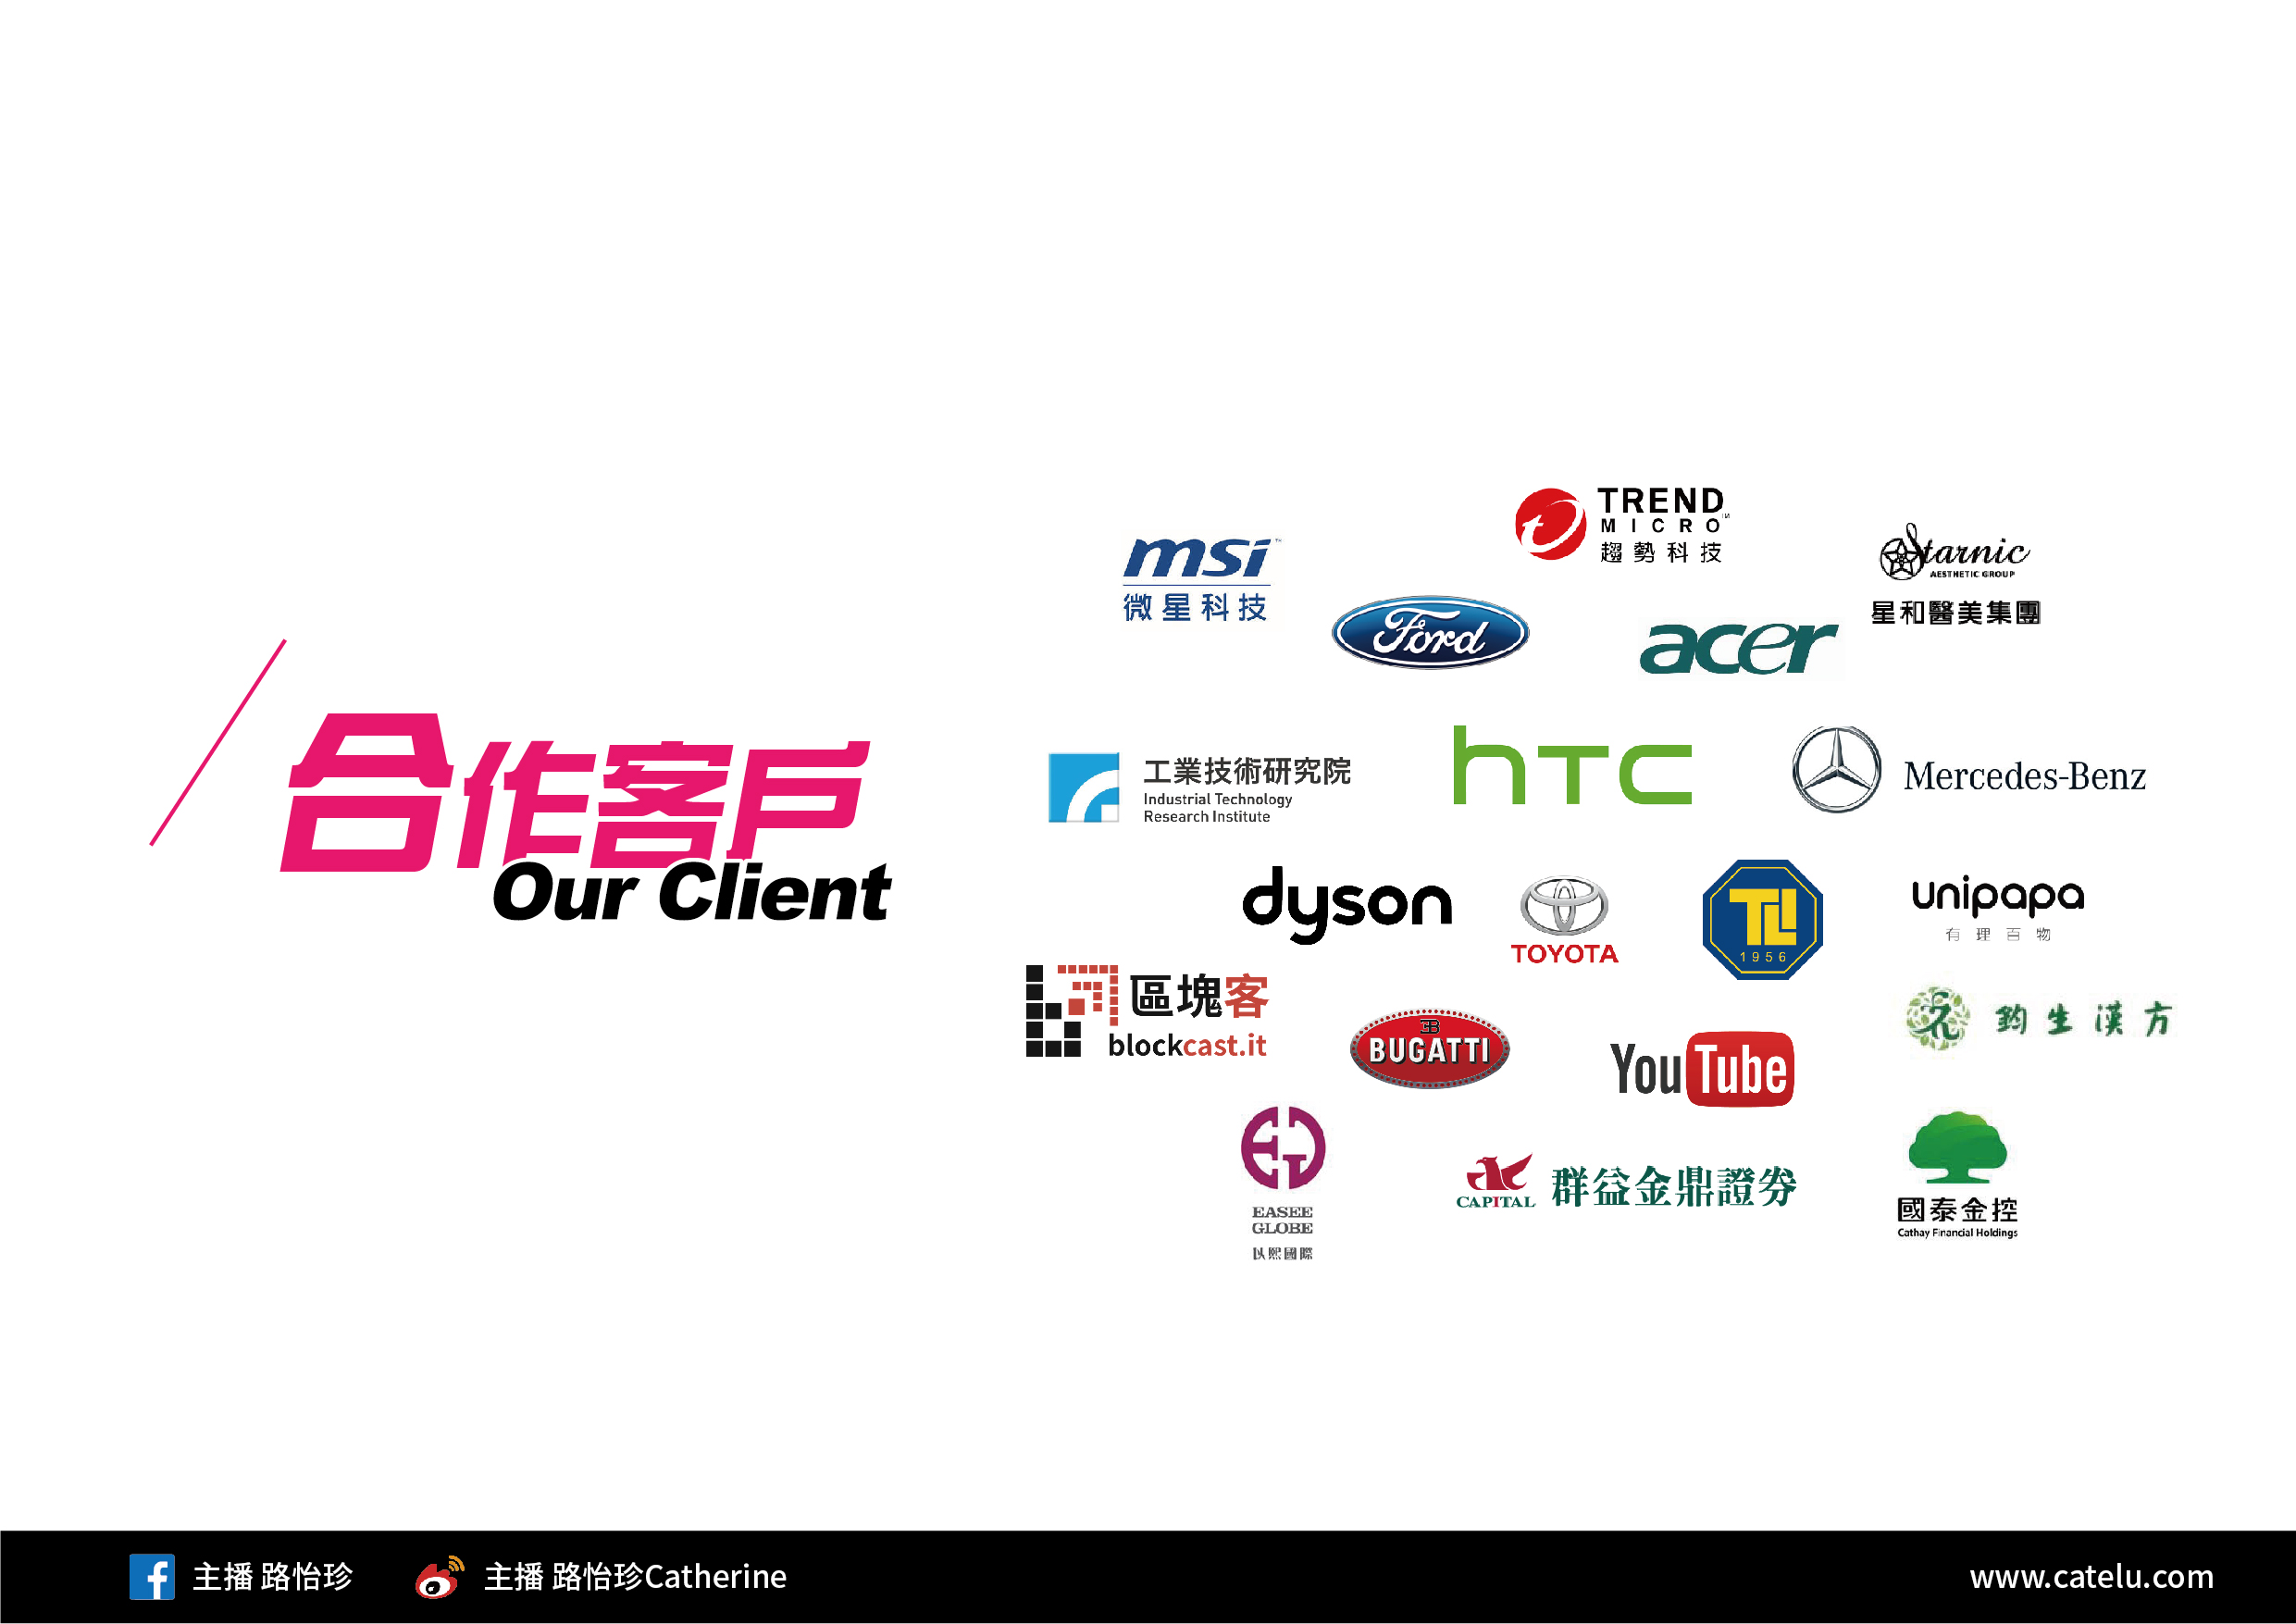 合作客戶
Our Client
msi™
微星科技
TREND
MICRO™
趨勢科技
Starnic
AESTHETIC GROUP
星和醫美集團
Ford
acer
工業技術研究院
Industrial Technology
Research Institute
hTC
Mercedes-Benz
dyson
TOYOTA
1956
unipapa
有理百物
區塊客
blockcast.it
EB
BUGATTI
YouTube
鈞生漢方
EASEE
GLOBE
以熙國際
CAPITAL
群益金鼎證券
國泰金控
Cathay Financial Holdings
主播 路怡珍
主播 路怡珍Catherine
www.catelu.com